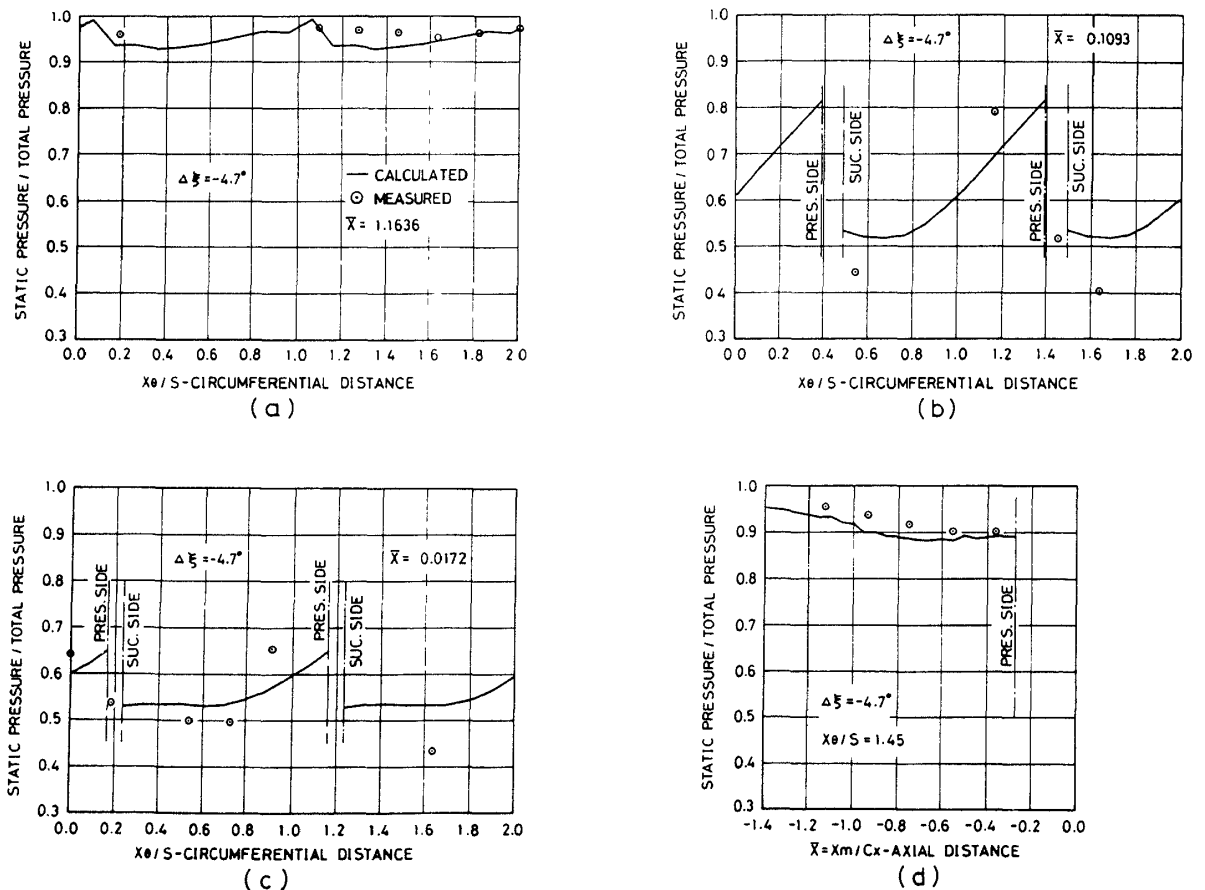 1.0
0.9
0.8
0.7
0.6
0.5
0.4
0.3
STATIC PRESSURE / TOTAL PRESSURE
Δξ=-4.7°
— CALCULATED
⊙ MEASURED
X̄ = 1.1636
0.0 0.2 0.4 0.6 0.8 1.0 1.2 1.4 1.6 1.8 2.0
Xθ/S-CIRCUMFERENTIAL DISTANCE
(a)
1.0
0.9
0.8
0.7
0.6
0.5
0.4
0.3
STATIC PRESSURE / TOTAL PRESSURE
Δξ=-4.7°
X̄ = 0.1093
PRES. SIDE
SUC. SIDE
PRES. SIDE
SUC. SIDE
0.0 0.2 0.4 0.6 0.8 1.0 1.2 1.4 1.6 1.8 2.0
Xθ/S-CIRCUMFERENTIAL DISTANCE
(b)
1.0
0.9
0.8
0.7
0.6
0.5
0.4
0.3
STATIC PRESSURE / TOTAL PRESSURE
Δξ=-4.7°
X̄ = 0.0172
PRES. SIDE
SUC. SIDE
PRES. SIDE
SUC. SIDE
0.0 0.2 0.4 0.6 0.8 1.0 1.2 1.4 1.6 1.8 2.0
Xθ/S-CIRCUMFERENTIAL DISTANCE
(c)
1.0
0.9
0.8
0.7
0.6
0.5
0.4
0.3
STATIC PRESSURE / TOTAL PRESSURE
Δξ=-4.7°
Xθ/S = 1.45
PRES. SIDE
-1.4 -1.2 -1.0 -0.8 -0.6 -0.4 -0.2 0.0
X̄=Xm/Cx-AXIAL DISTANCE
(d)